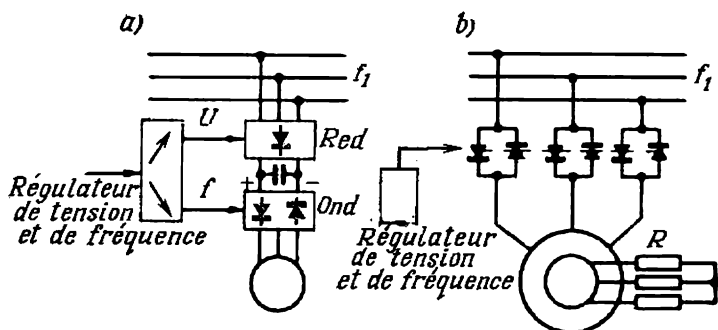 a)
f₁
U
Red
+ −
Régulateur
de tension
et de fréquence
f
Ond
b)
f₁
Régulateur
de tension
et de fréquence
R